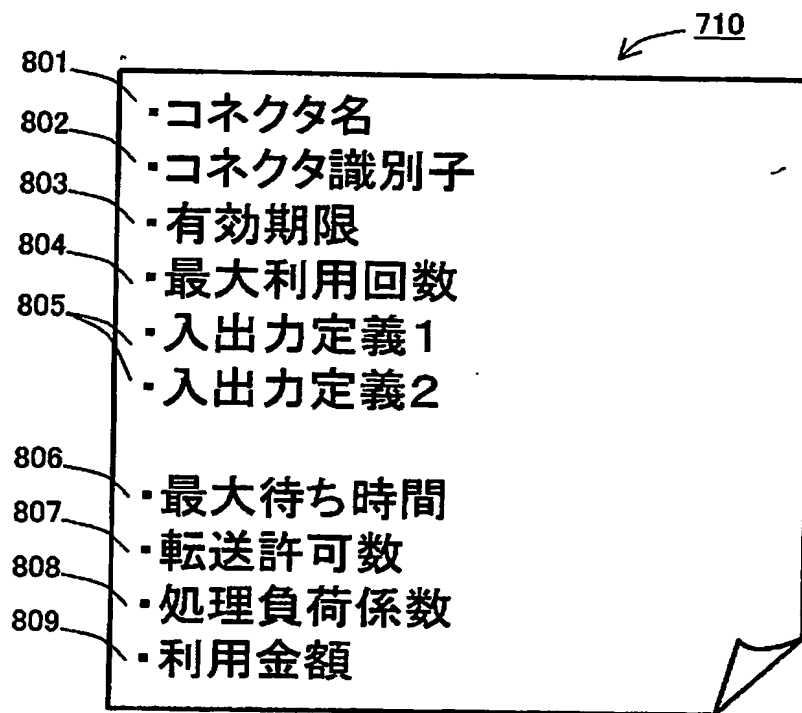 710
801 ・コネクタ名
802 ・コネクタ識別子
803 ・有効期限
804 ・最大利用回数
805 ・入出力定義1
・入出力定義2
806 ・最大待ち時間
807 ・転送許可数
808 ・処理負荷係数
809 ・利用金額